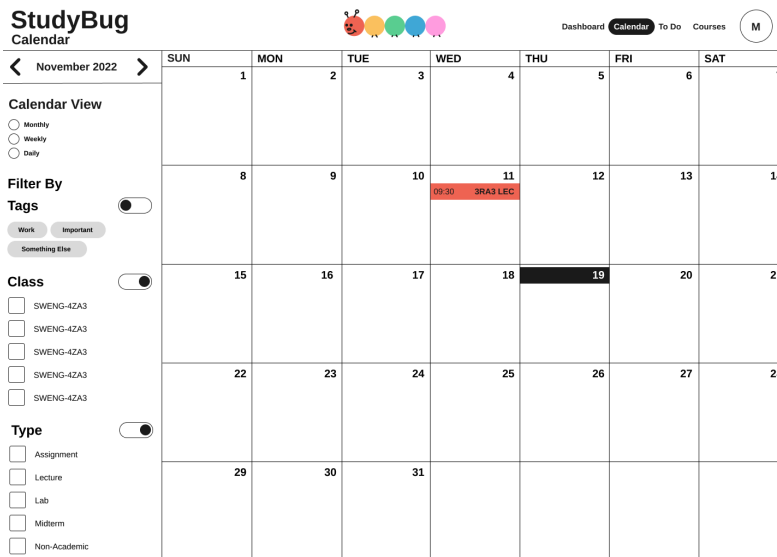 StudyBug
Calendar
Dashboard Calendar To Do Courses M
November 2022
SUN MON TUE WED THU FRI SAT
1 2 3 4 5 6
Calendar View
Monthly
Weekly
Daily
8 9 10 11 12 13
09:30 3RA3 LEC
Filter By
Tags
Work Important
Something Else
15 16 17 18 19 20
Class
SWENG-4ZA3
SWENG-4ZA3
SWENG-4ZA3
SWENG-4ZA3
SWENG-4ZA3
22 23 24 25 26 27
Type
Assignment
Lecture
Lab
Midterm
Non-Academic
29 30 31